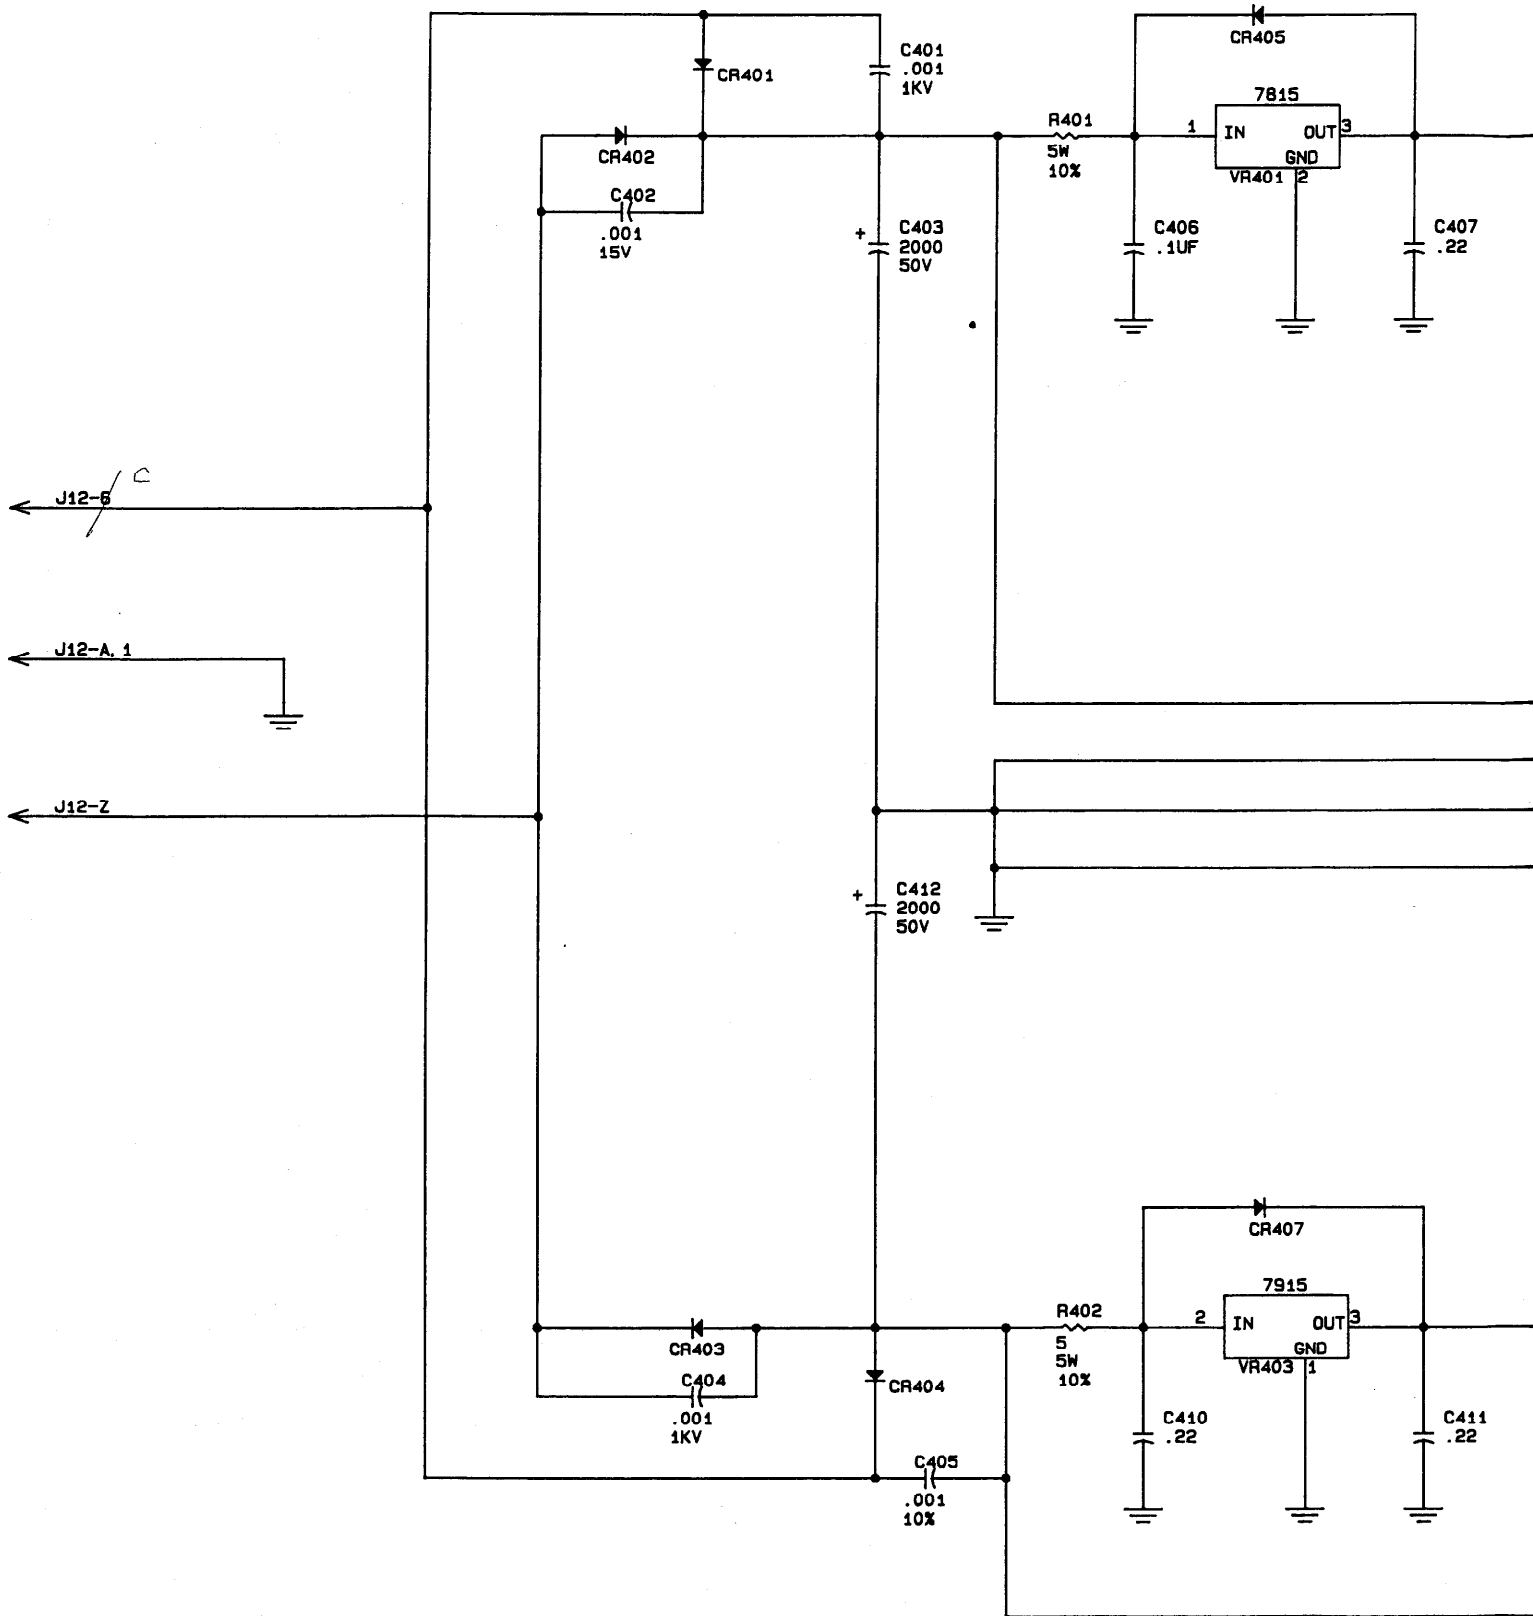 CR401
C401
.001
1KV
CR405
7815
R401
5W
10%
1
IN
OUT
3
GND
VR401
2
CR402
C402
.001
15V
+
C403
2000
50V
C406
.1UF
C407
.22
J12-6
C
J12-A, 1
J12-Z
+
C412
2000
50V
CR407
7915
R402
5
5W
10%
2
IN
OUT
3
GND
VR403
1
CR403
C404
.001
1KV
CR404
C405
.001
10%
C410
.22
C411
.22